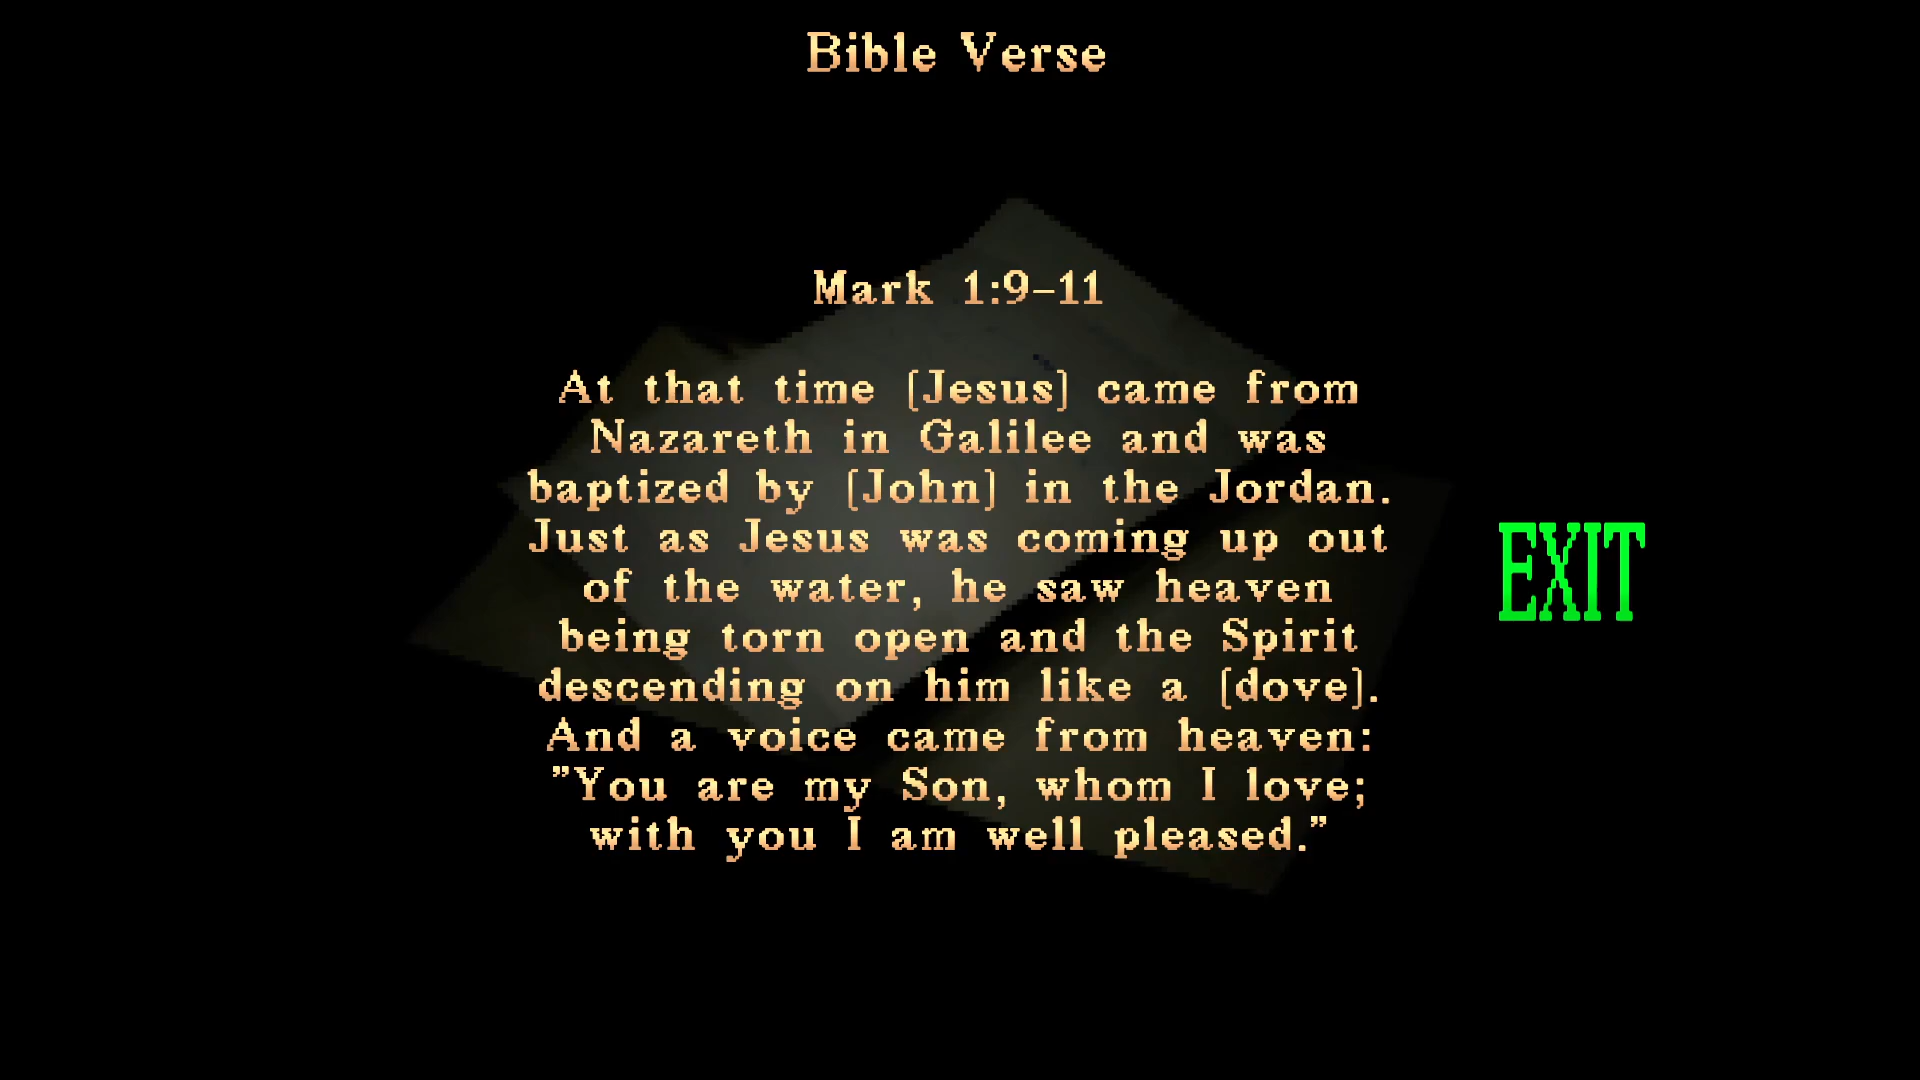 Bible Verse
Mark 1:9-11
At that time [Jesus] came from
Nazareth in Galilee and was
baptized by [John] in the Jordan.
Just as Jesus was coming up out
of the water, he saw heaven
being torn open and the Spirit
descending on him like a [dove].
And a voice came from heaven:
"You are my Son, whom I love;
with you I am well pleased."
EXIT